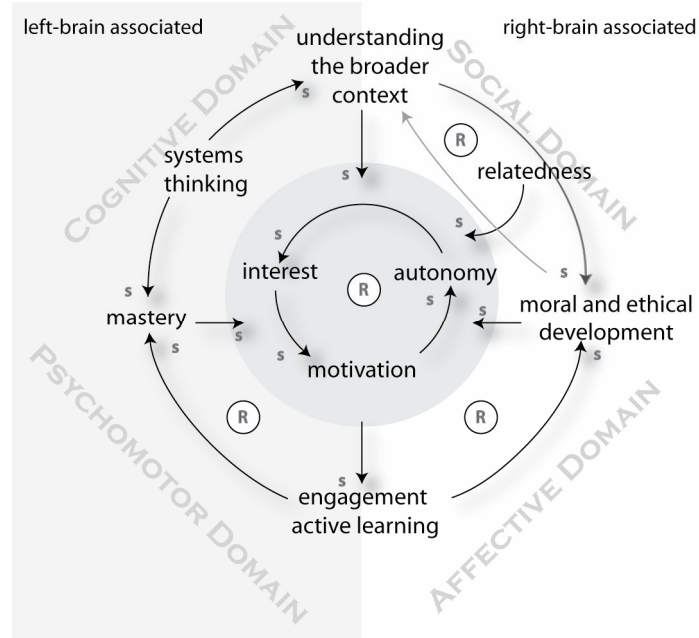 left-brain associated
right-brain associated
COGNITIVE DOMAIN
SOCIAL DOMAIN
understanding
the broader
context
s
R
systems
thinking
s
relatedness
s
s
interest
R
autonomy
s
s
s
mastery
s
s
moral and ethical
development
s
s
s
motivation
R
R
s
engagement
active learning
PSYCHOMOTOR DOMAIN
AFFECTIVE DOMAIN